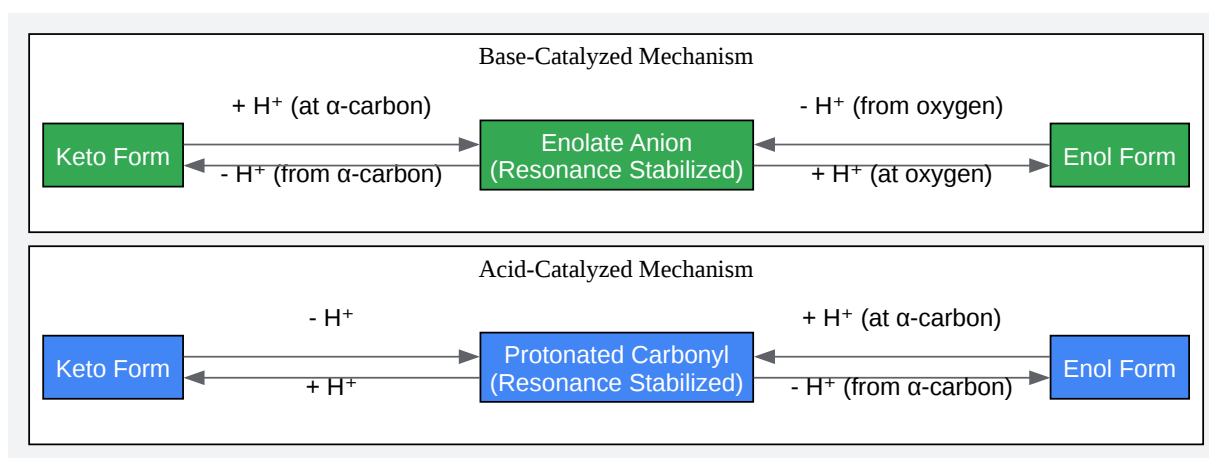 Base-Catalyzed Mechanism
+ H⁺ (at α-carbon)
- H⁺ (from oxygen)
Keto Form
Enolate Anion
(Resonance Stabilized)
Enol Form
- H⁺ (from α-carbon)
+ H⁺ (at oxygen)
Acid-Catalyzed Mechanism
- H⁺
+ H⁺ (at α-carbon)
Keto Form
Protonated Carbonyl
(Resonance Stabilized)
Enol Form
+ H⁺
- H⁺ (from α-carbon)